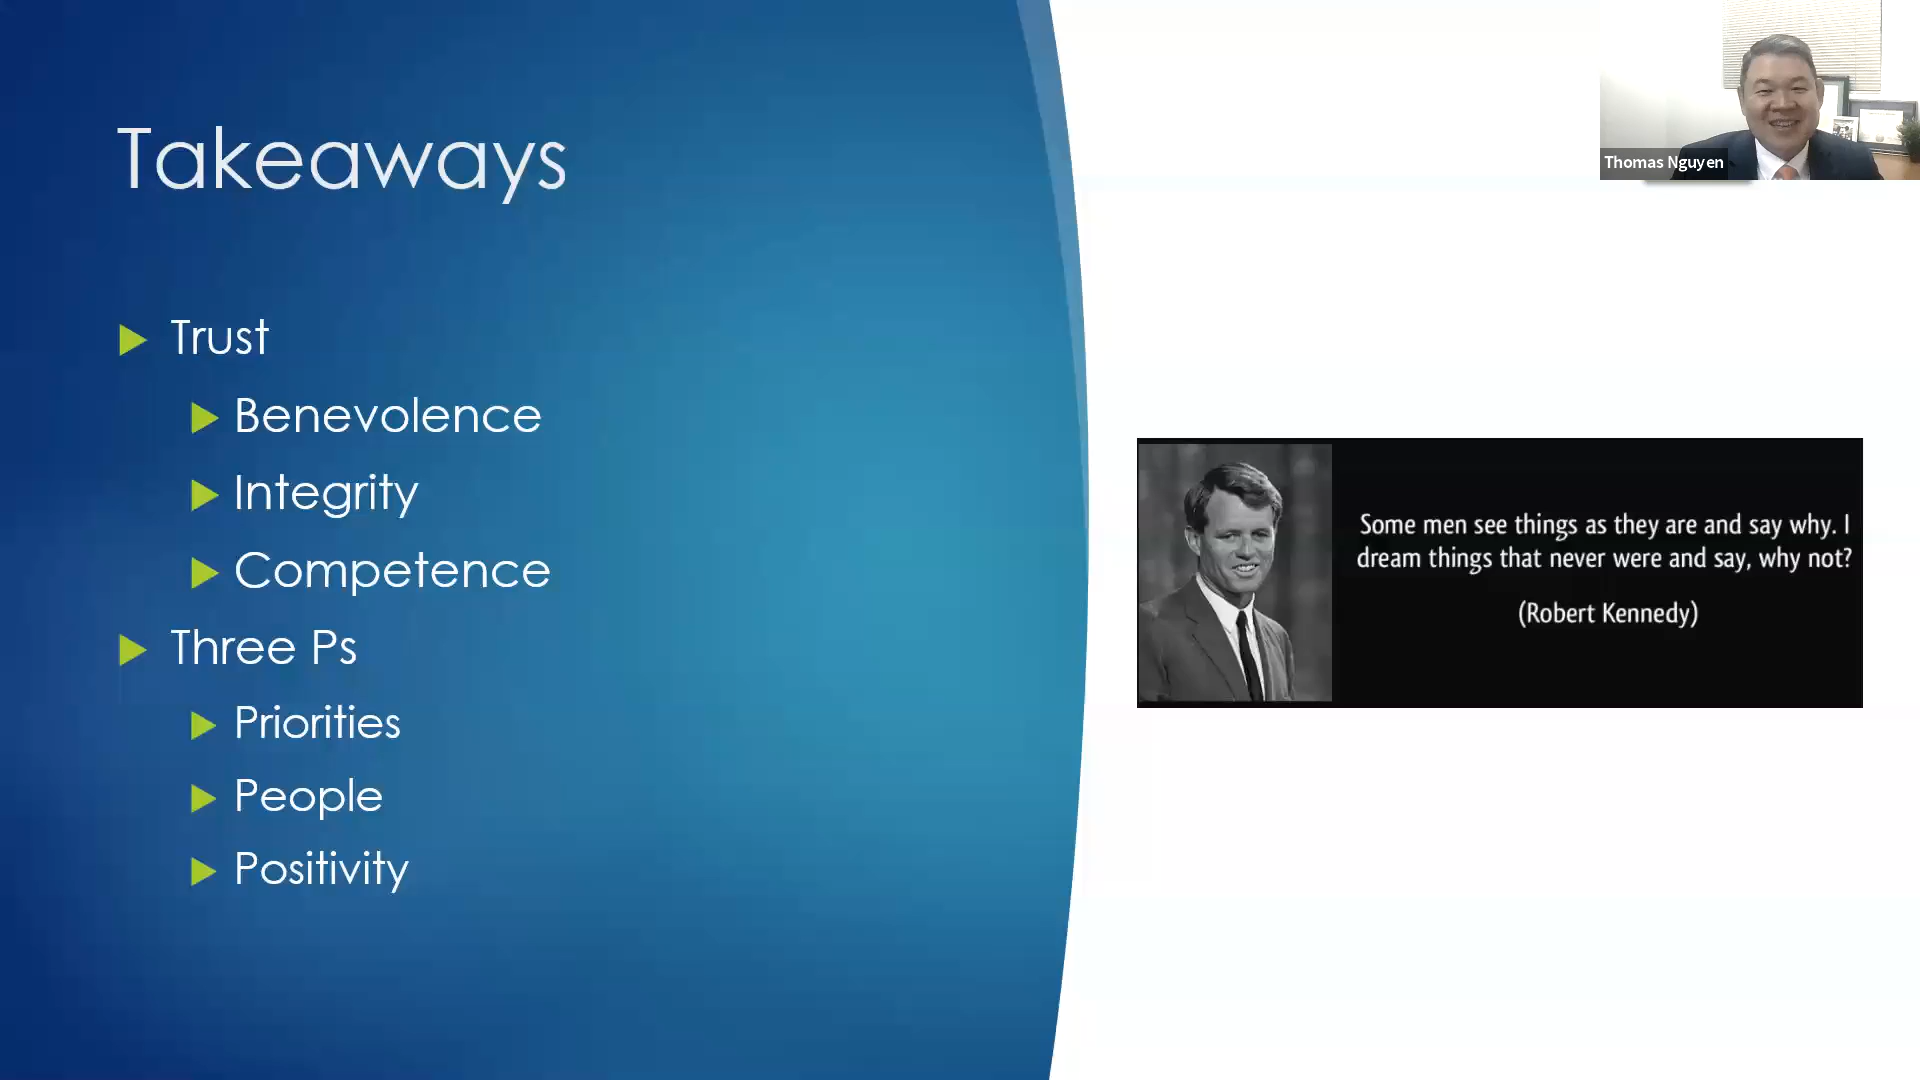 Takeaways
Trust
Benevolence
Integrity
Competence
Three Ps
Priorities
People
Positivity
Thomas Nguyen
Some men see things as they are and say why. I
dream things that never were and say, why not?
(Robert Kennedy)